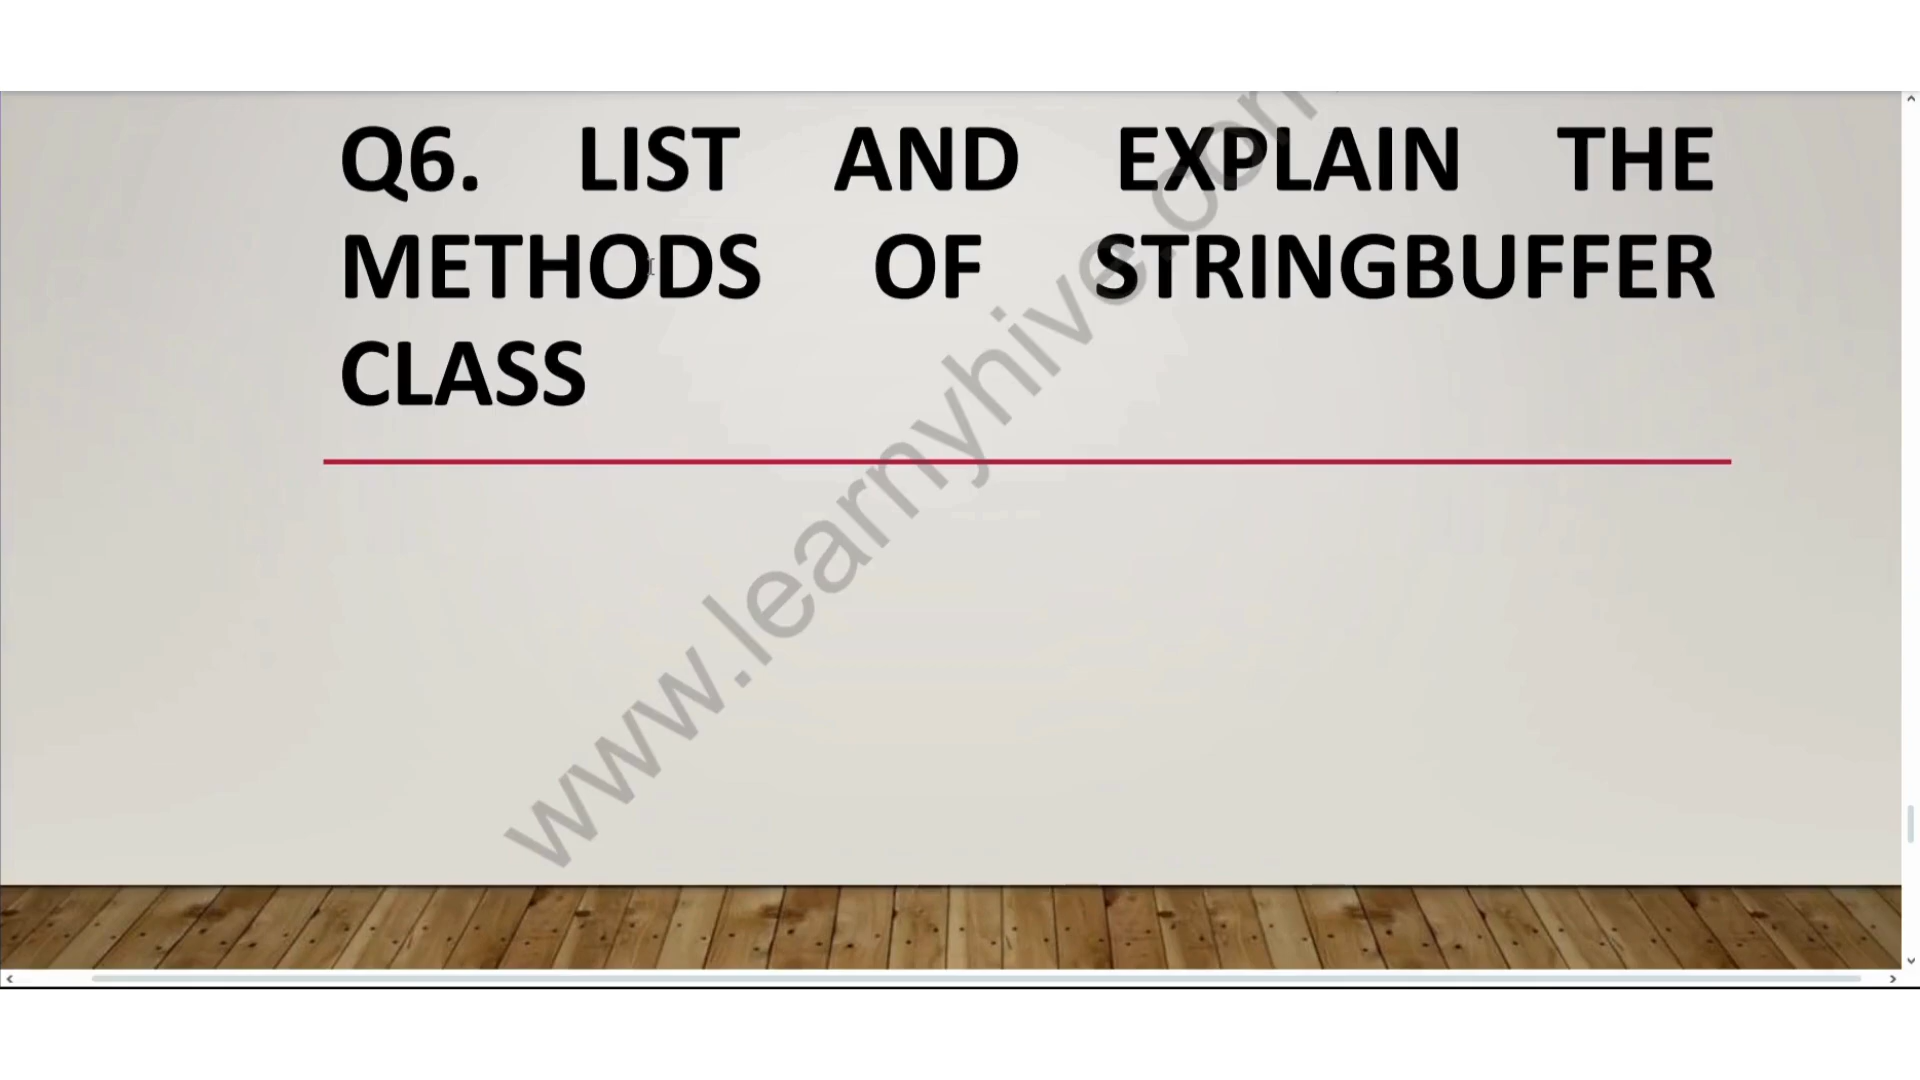 Q6. LIST AND EXPLAIN THE
METHODS OF STRINGBUFFER
CLASS
www.learnyhive.com